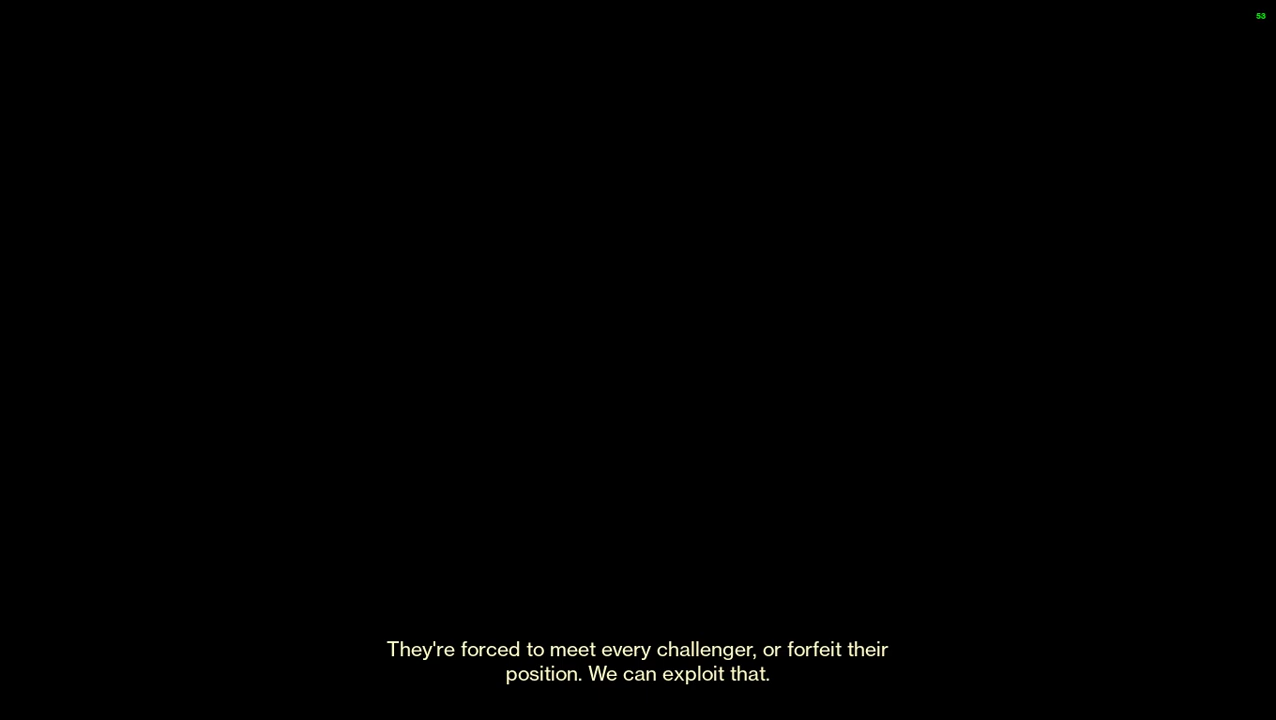 53
They're forced to meet every challenger, or forfeit their
position. We can exploit that.